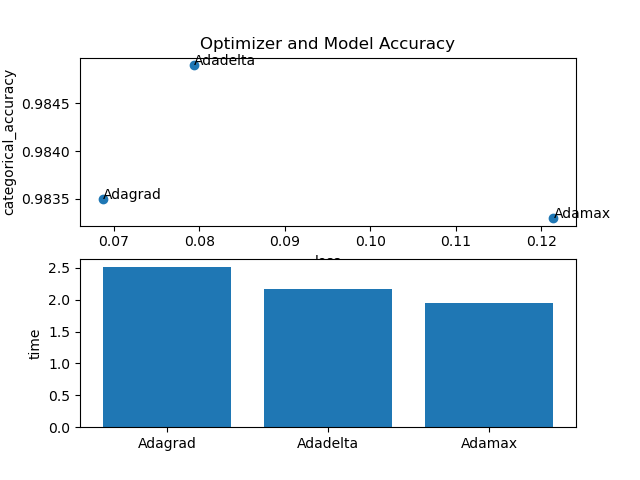 Optimizer and Model Accuracy
categorical_accuracy
0.9845
0.9840
0.9835
Adadelta
Adagrad
Adamax
0.07 0.08 0.09 0.10 0.11 0.12
time
2.5
2.0
1.5
1.0
0.5
0.0
Adagrad Adadelta Adamax